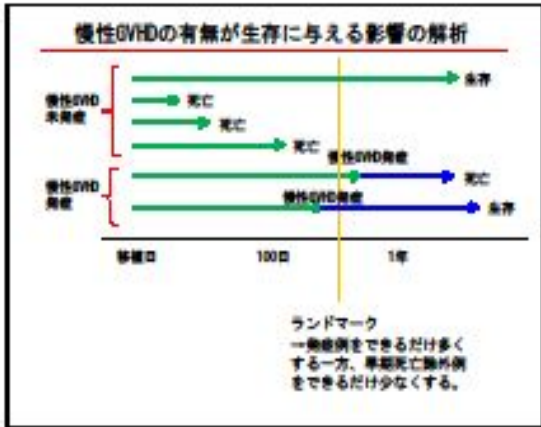 慢性GVHDの有無が生存に与える影響の解析
生存
慢性GVHD
未発症
死亡
死亡
死亡
慢性GVHD発症
慢性GVHD
発症
死亡
慢性GVHD発症
生存
移植日
100日
1年
ランドマーク
→発症例をできるだけ多く
する一方、早期死亡除外例
をできるだけ少なくする。